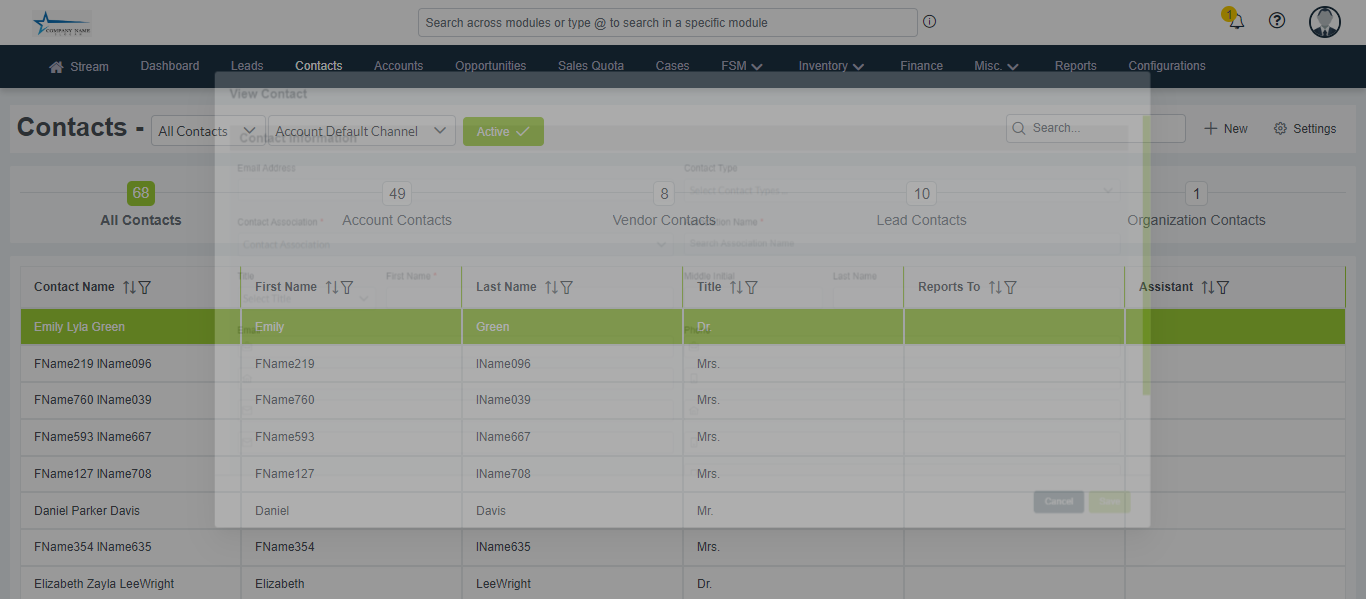 COMPANY NAME
Search across modules or type @ to search in a specific module
1
Stream Dashboard Leads Contacts Accounts Opportunities Sales Quota Cases FSM Inventory Finance Misc. Reports Configurations
View Contact
Contacts - All Contacts Account Default Channel Active Search... New Settings
Contact Information
Email Address Contact Type
Select Contact Types...
68 49 8 10 1
All Contacts Account Contacts Vendor Contacts Lead Contacts Organization Contacts
Contact Association * Association Name *
Contact Association Search Association Name
Title First Name * Middle Initial Last Name
Contact Name First Name Last Name Title Reports To Assistant
Select Title
Emily Lyla Green Emily Green Dr.
Email Phone
FName219 lName096 FName219 lName096 Mrs.
FName760 lName039 FName760 lName039 Mrs.
FName593 lName667 FName593 lName667 Mrs.
FName127 lName708 FName127 lName708 Mrs.
Cancel Save
Daniel Parker Davis Daniel Davis Mr.
FName354 lName635 FName354 lName635 Mrs.
Elizabeth Zayla LeeWright Elizabeth LeeWright Dr.